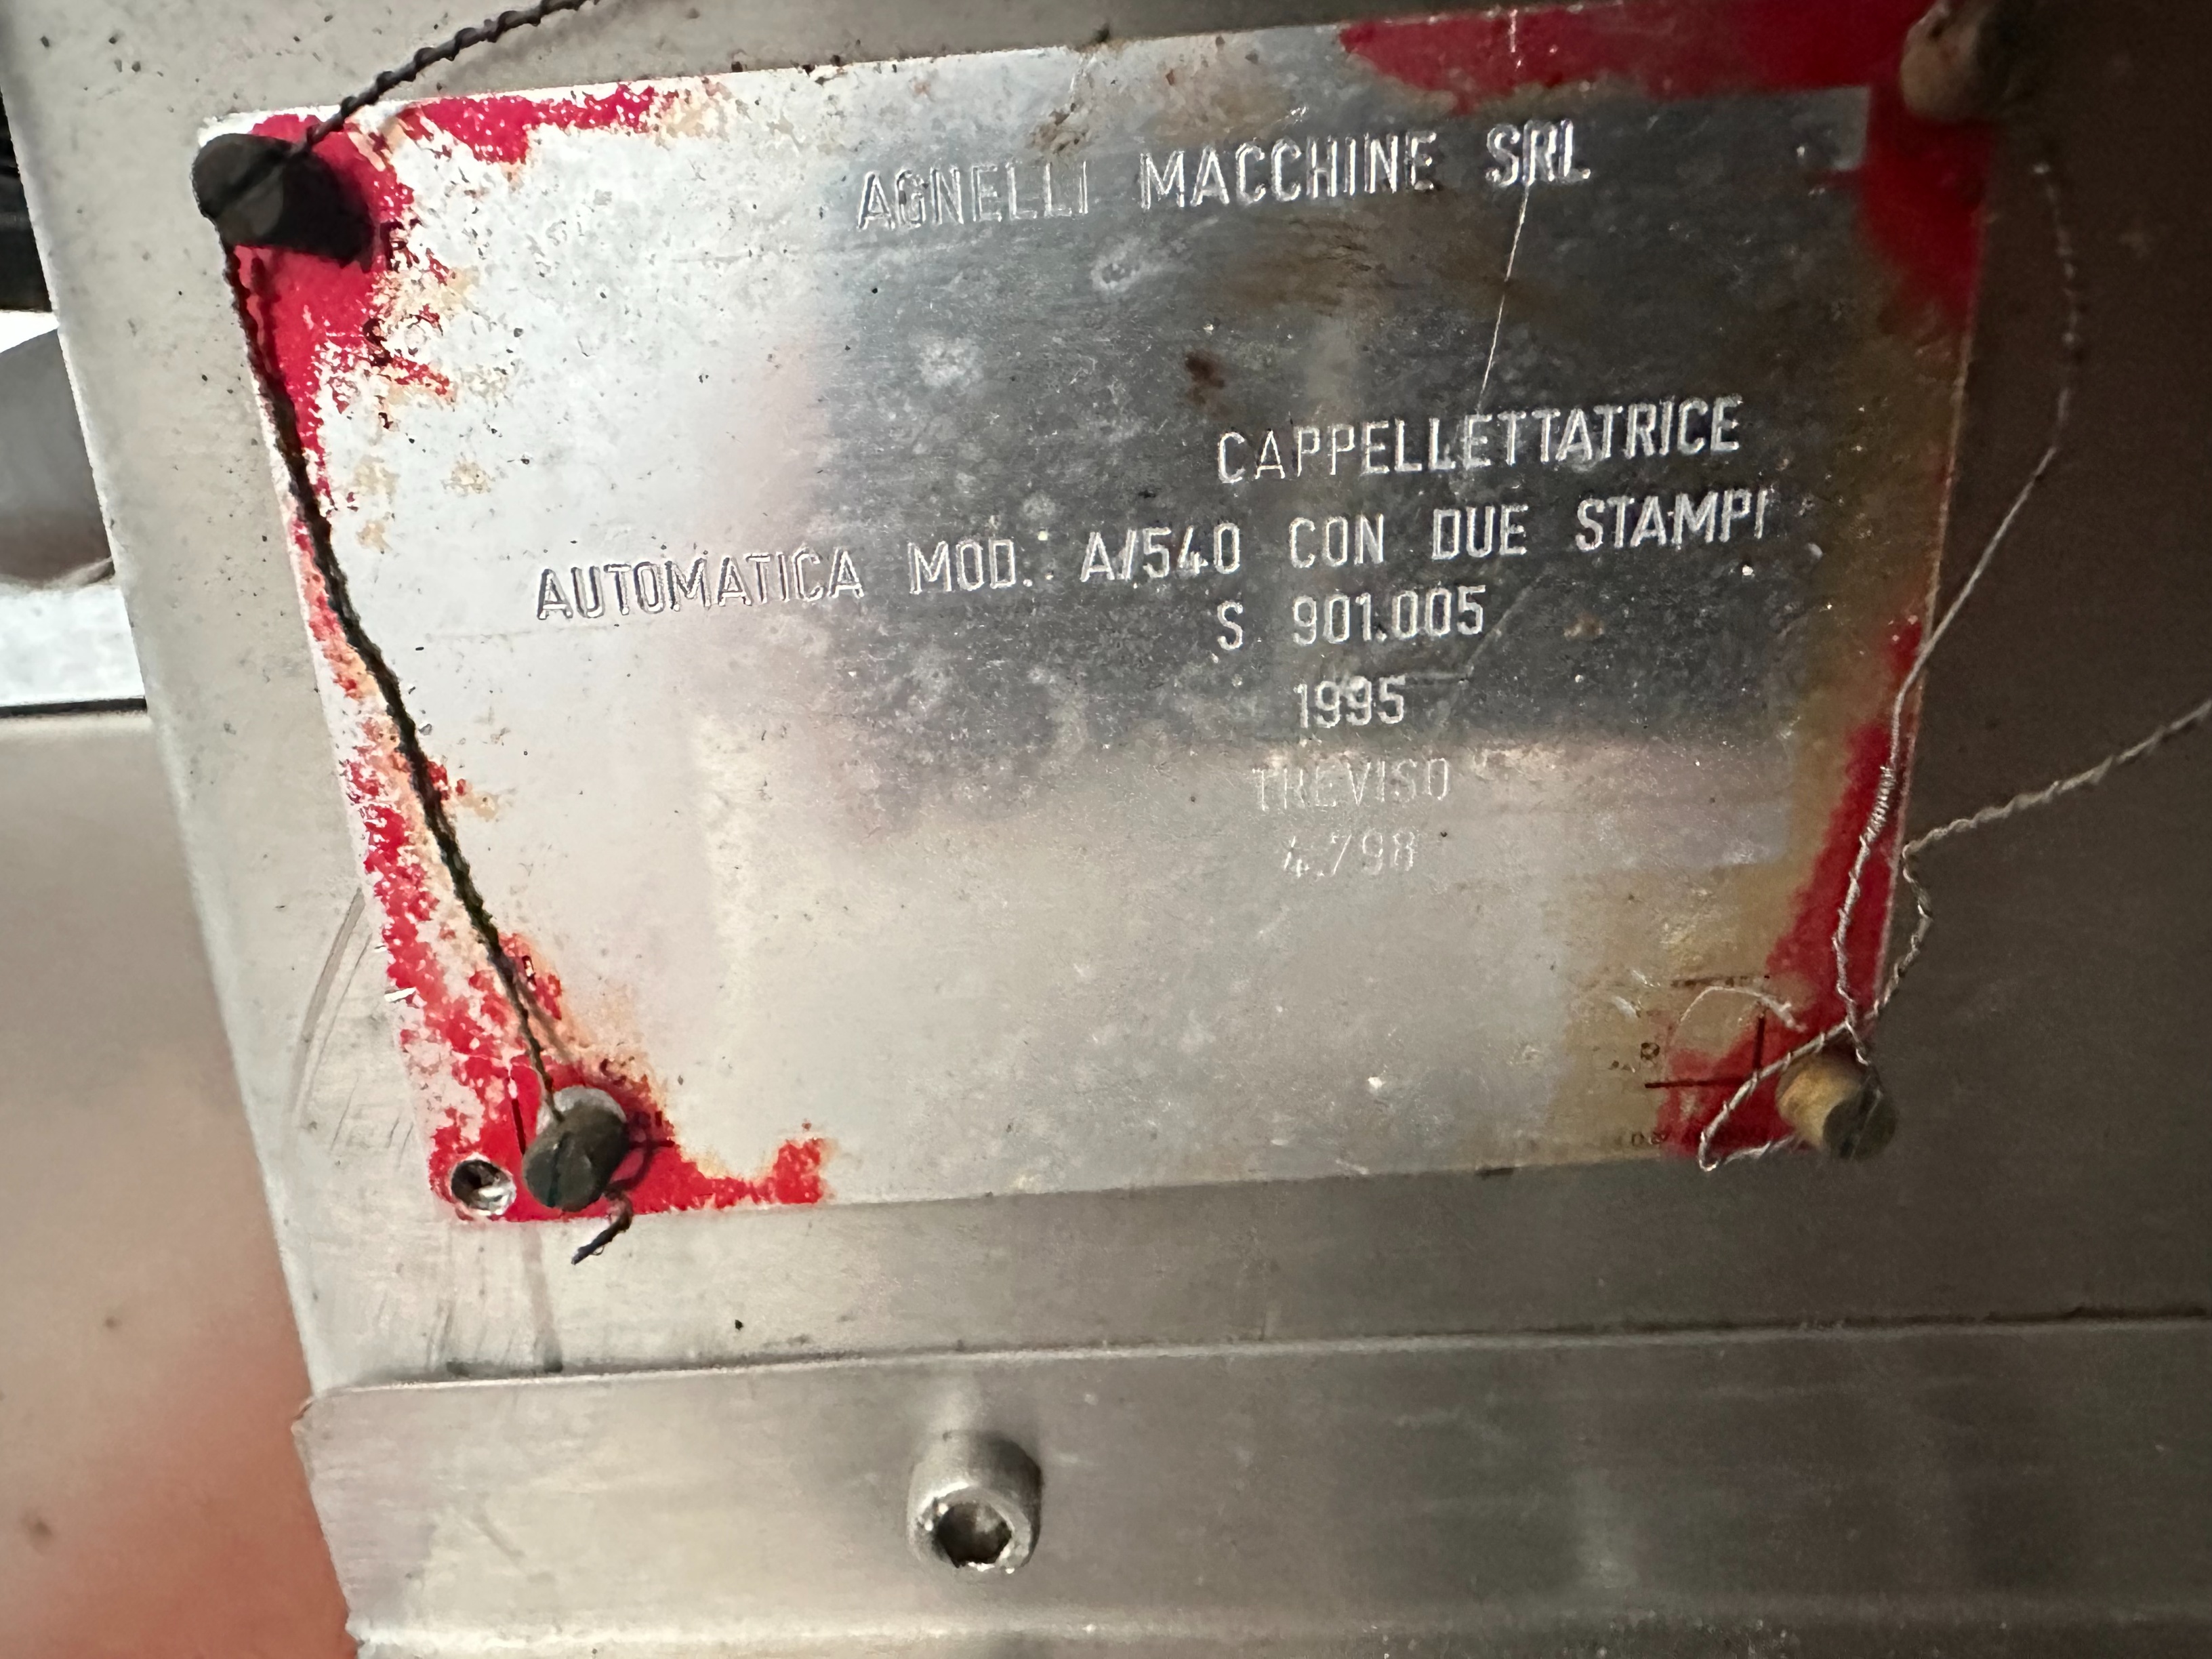 AGNELLI MACCHINE SRL
CAPPELLETTATRICE
AUTOMATICA MOD. A/540 CON DUE STAMPI
S 901.005
1995
TREVISO
4.798